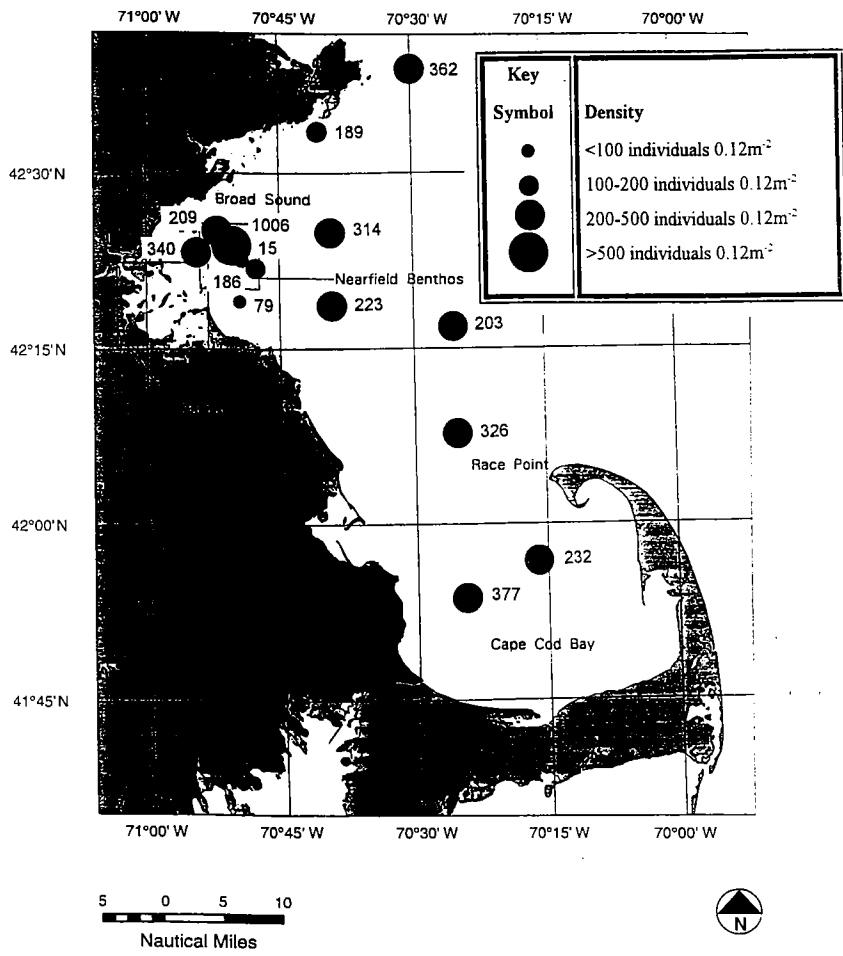 71°00' W 70°45' W 70°30' W 70°15' W 70°00' W
362
Key
Symbol
Density
<100 individuals 0.12m⁻²
100-200 individuals 0.12m⁻²
200-500 individuals 0.12m⁻²
>500 individuals 0.12m⁻²
189
42°30' N
Broad Sound
209 1006 314
340 15
186 Nearfield Benthos
79 223
203
42°15' N
326
Race Point
42°00' N
232
377
Cape Cod Bay
41°45' N
71°00' W 70°45' W 70°30' W 70°15' W 70°00' W
5 0 5 10
Nautical Miles
N